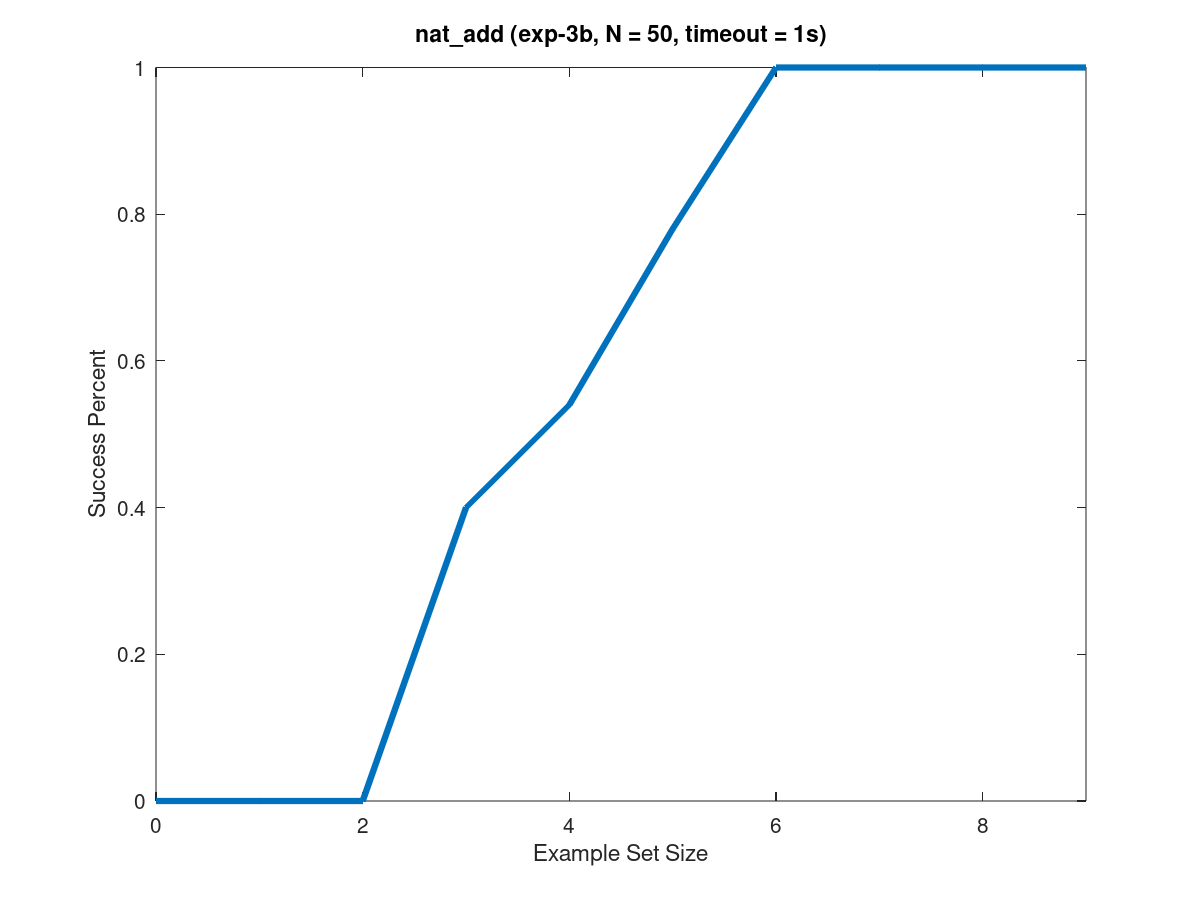 nat_add (exp-3b, N = 50, timeout = 1s)
1
0.8
0.6
0.4
0.2
0
Success Percent
0 2 4 6 8
Example Set Size